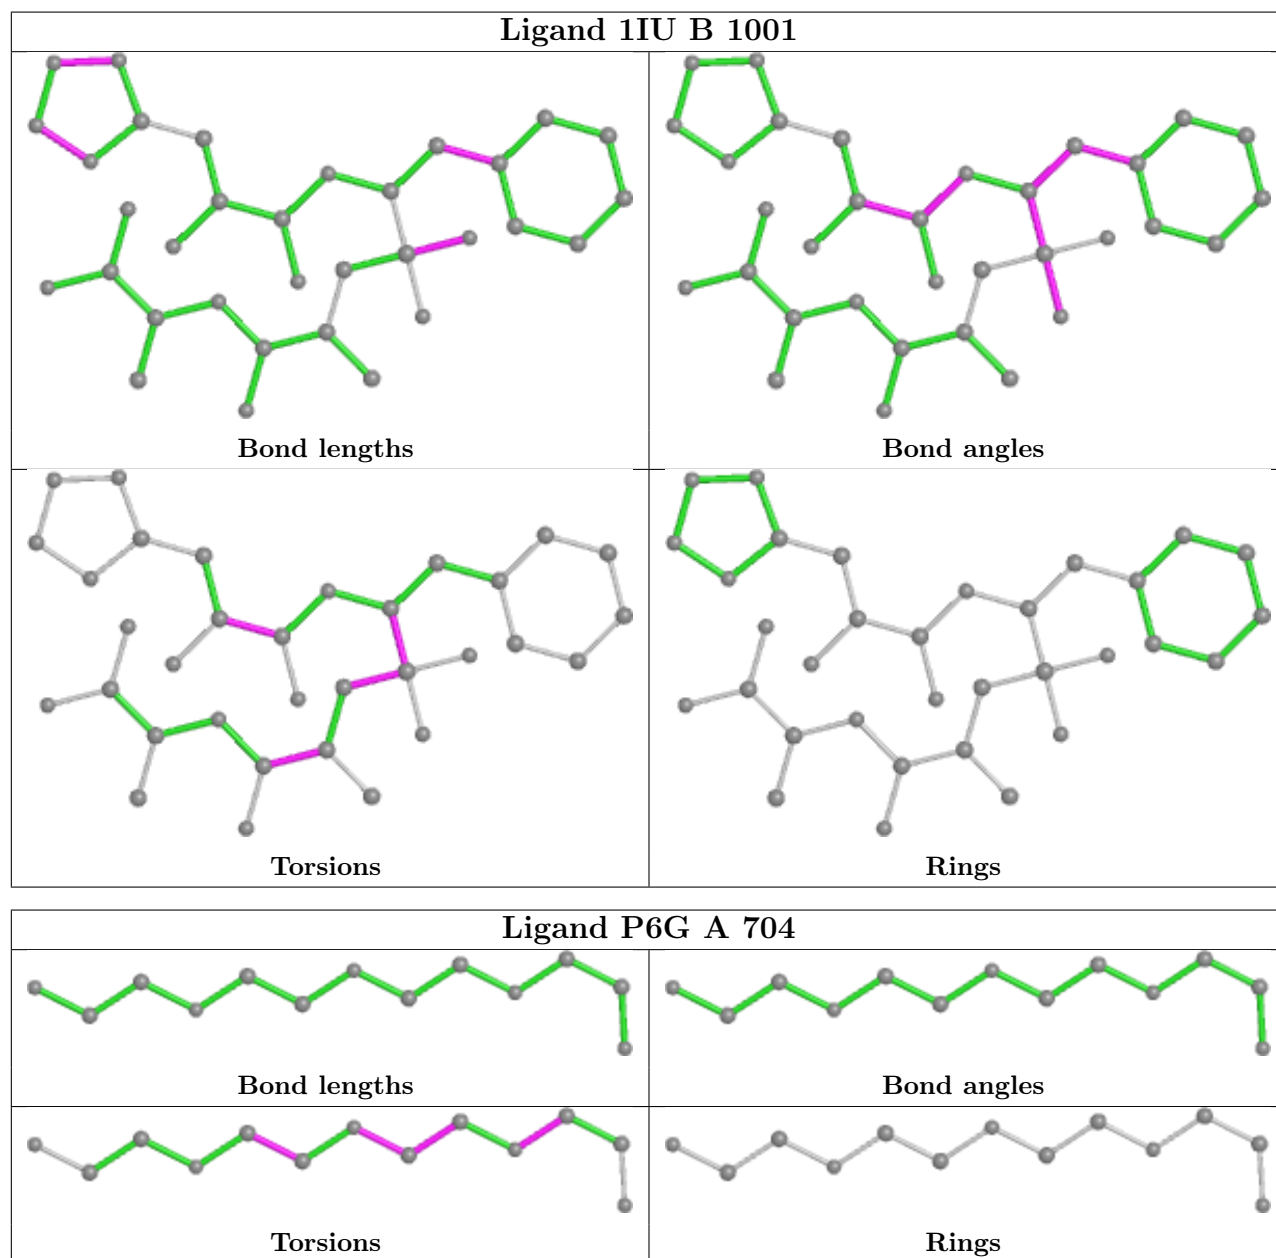 Ligand 1IU B 1001
Bond lengths
Bond angles
Torsions
Rings
Ligand P6G A 704
Bond lengths
Bond angles
Torsions
Rings